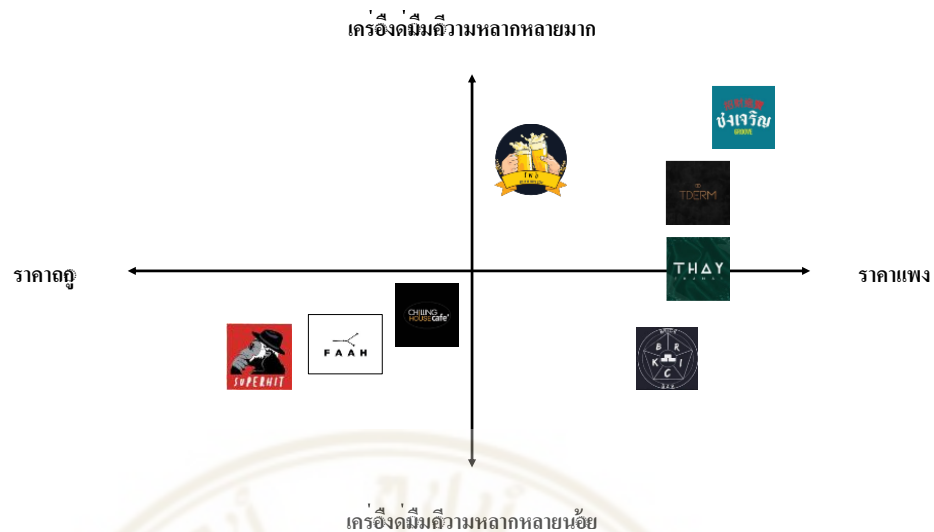 เครื่องดื่มมีความหลากหลายมาก
ช่างเจริญ
GROOVE
TDERM
ราคาถูก
THAY
ราคาแพง
CHILLING
HOUSE cafe'
FAAH
SUPERHIT
B R
K I
C
เครื่องดื่มมีความหลากหลายน้อย